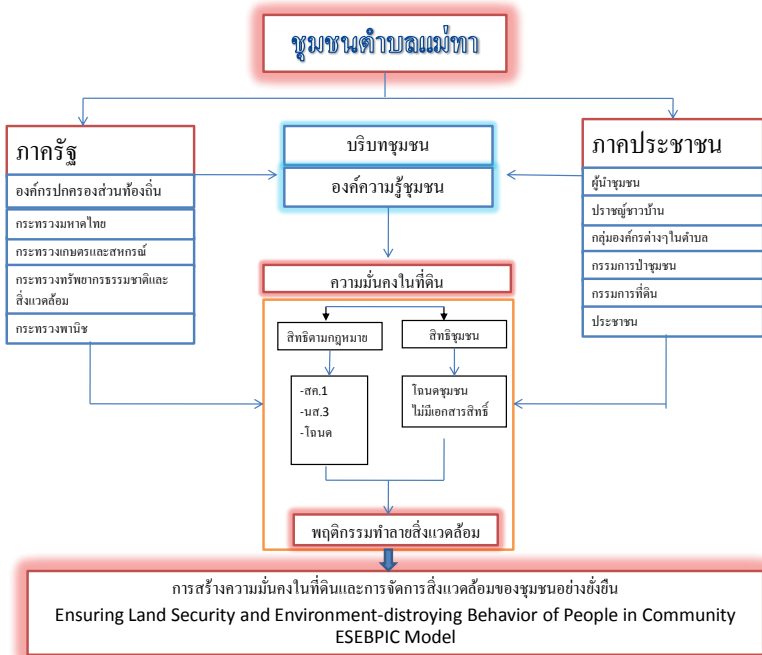 ชุมชนตำบลแม่ทา
ภาครัฐ
องค์กรปกครองส่วนท้องถิ่น
กระทรวงมหาดไทย
กระทรวงเกษตรและสหกรณ์
กระทรวงทรัพยากรธรรมชาติและ
สิ่งแวดล้อม
กระทรวงพานิช
บริบทชุมชน
องค์ความรู้ชุมชน
ภาคประชาชน
ผู้นำชุมชน
ปราชญ์ชาวบ้าน
กลุ่มองค์กรต่างๆในตำบล
กรรมการป่าชุมชน
กรรมการที่ดิน
ประชาชน
ความมั่นคงในที่ดิน
สิทธิตามกฎหมาย
สิทธิชุมชน
-สค.1
-นส.3
-โฉนด
โฉนดชุมชน
ไม่มีเอกสารสิทธิ์
พฤติกรรมทำลายสิ่งแวดล้อม
การสร้างความมั่นคงในที่ดินและการจัดการสิ่งแวดล้อมของชุมชนอย่างยั่งยืน
Ensuring Land Security and Environment-distroying Behavior of People in Community
ESEBPIC Model